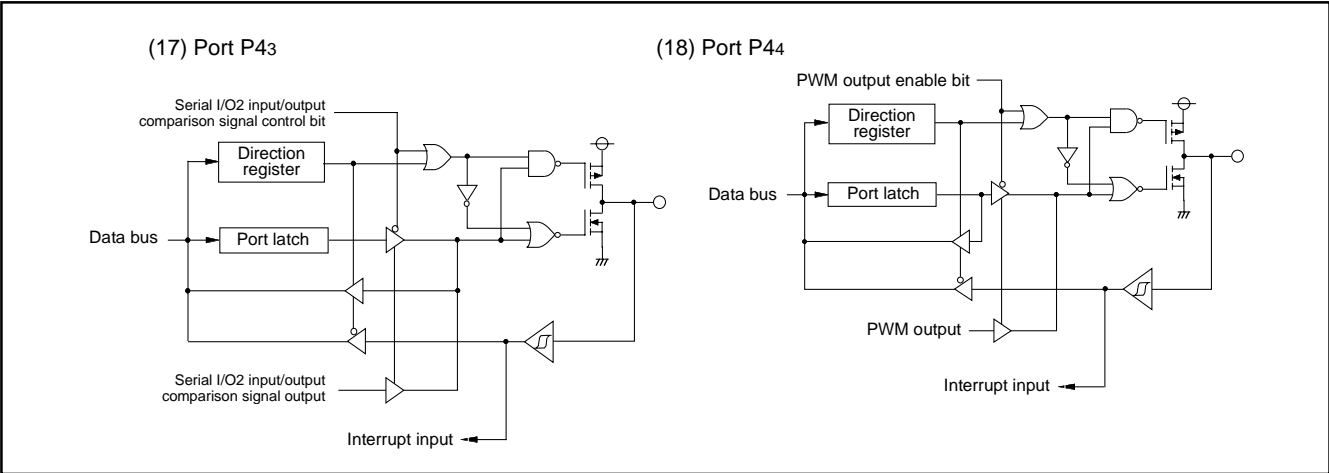 (17) Port P43
Serial I/O2 input/output
comparison signal control bit
Direction
register
Data bus
Port latch
Serial I/O2 input/output
comparison signal output
Interrupt input
(18) Port P44
PWM output enable bit
Direction
register
Data bus
Port latch
PWM output
Interrupt input